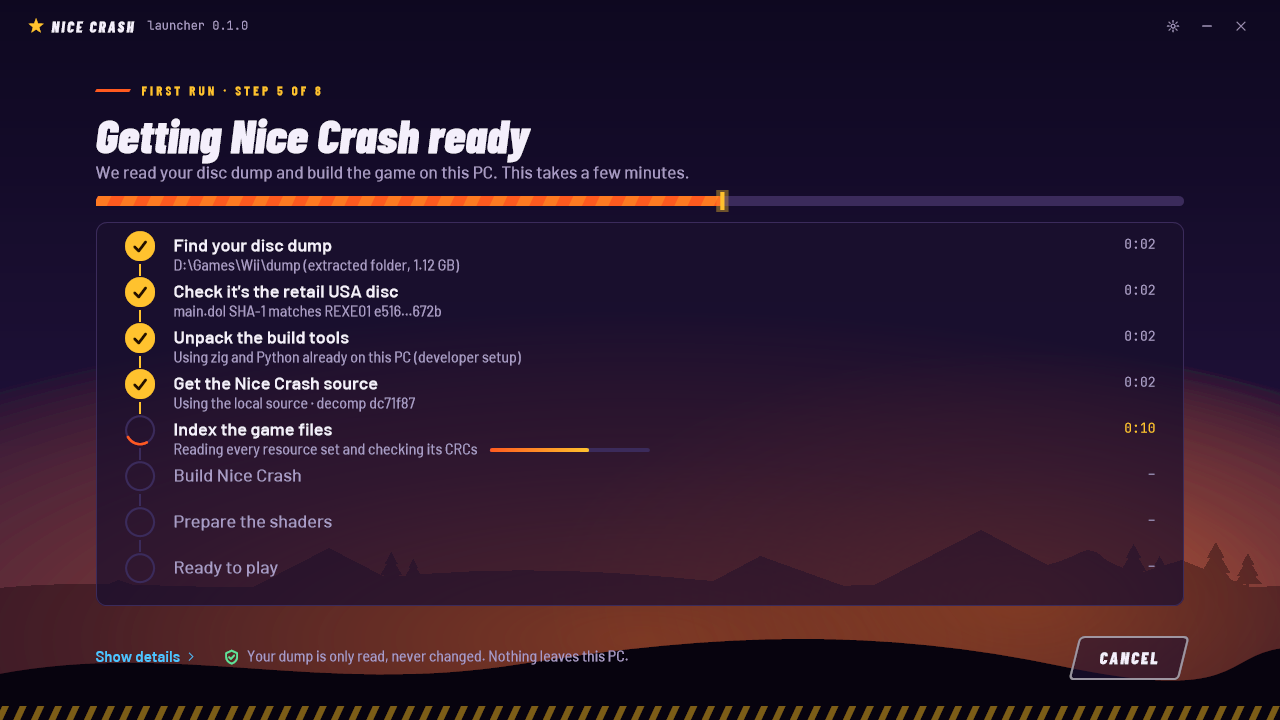 NICE CRASH launcher 0.1.0
FIRST RUN · STEP 5 OF 8
Getting Nice Crash ready
We read your disc dump and build the game on this PC. This takes a few minutes.
Find your disc dump 0:02
D:\Games\Wii\dump (extracted folder, 1.12 GB)
Check it's the retail USA disc 0:02
main.dol SHA-1 matches REXE01 e516...672b
Unpack the build tools 0:02
Using zig and Python already on this PC (developer setup)
Get the Nice Crash source 0:02
Using the local source · decomp dc71f87
Index the game files 0:10
Reading every resource set and checking its CRCs
Build Nice Crash –
Prepare the shaders –
Ready to play –
Show details Your dump is only read, never changed. Nothing leaves this PC. CANCEL